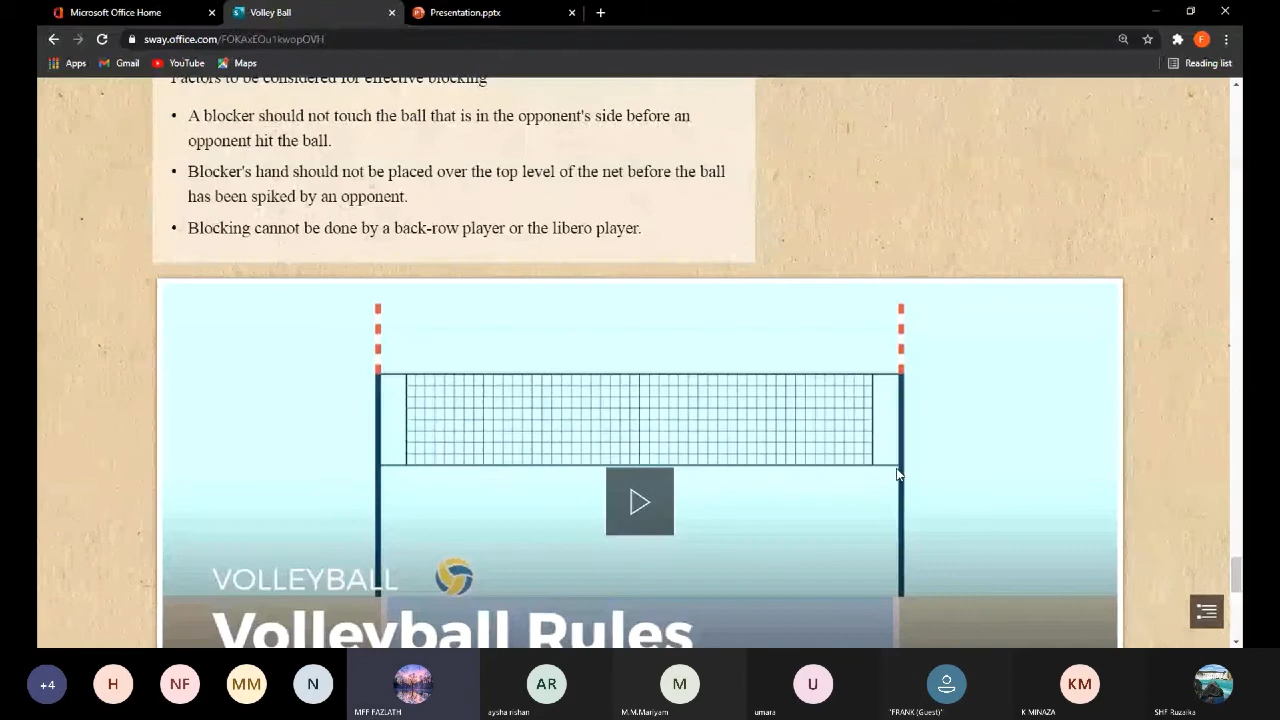 Microsoft Office Home
Volley Ball
Presentation.pptx
sway.office.com/FOKAxEOu1kwopOVH
Apps
Gmail
YouTube
Maps
Reading list
Factors to be considered for effective blocking
• A blocker should not touch the ball that is in the opponent's side before an
opponent hit the ball.
• Blocker's hand should not be placed over the top level of the net before the ball
has been spiked by an opponent.
• Blocking cannot be done by a back-row player or the libero player.
VOLLEYBALL
Volleyball Rules
+4
H
NF
MM
N
AR
M
U
KM
MFF FAZLATH
aysha rishan
M.M.Mariyam
umara
"FRANK (Guest)"
K MINAZA
SHF Ruzaika